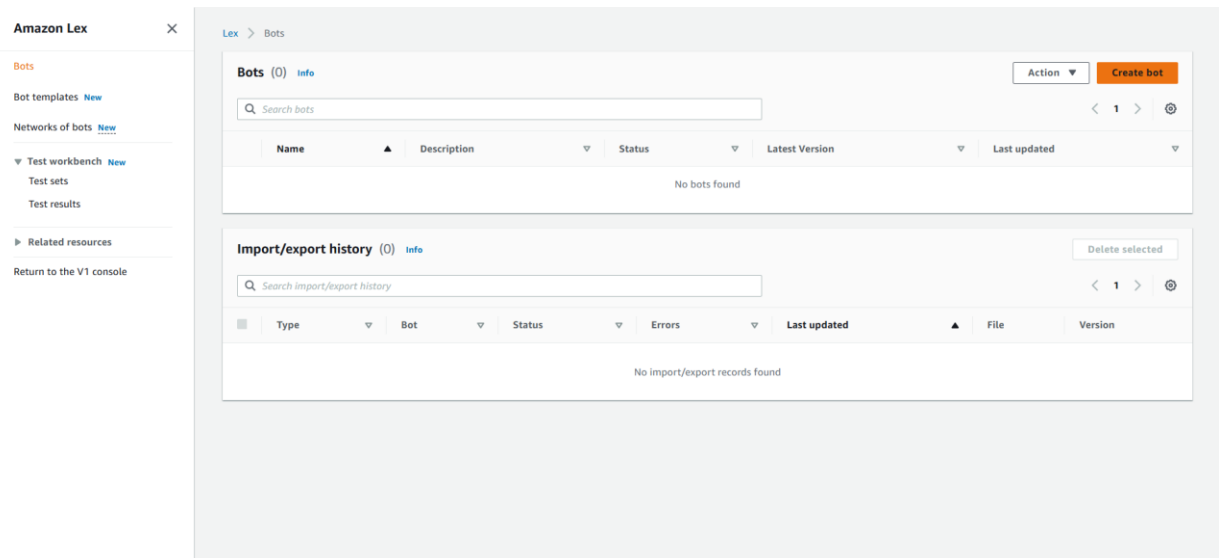 Amazon Lex
Bots
Bot templates New
Networks of bots New
Test workbench New
Test sets
Test results
Related resources
Return to the V1 console
Lex > Bots
Bots (0) Info
Action
Create bot
Search bots
1
Name Description Status Latest Version Last updated
No bots found
Import/export history (0) Info
Delete selected
Search import/export history
1
Type Bot Status Errors Last updated File Version
No import/export records found